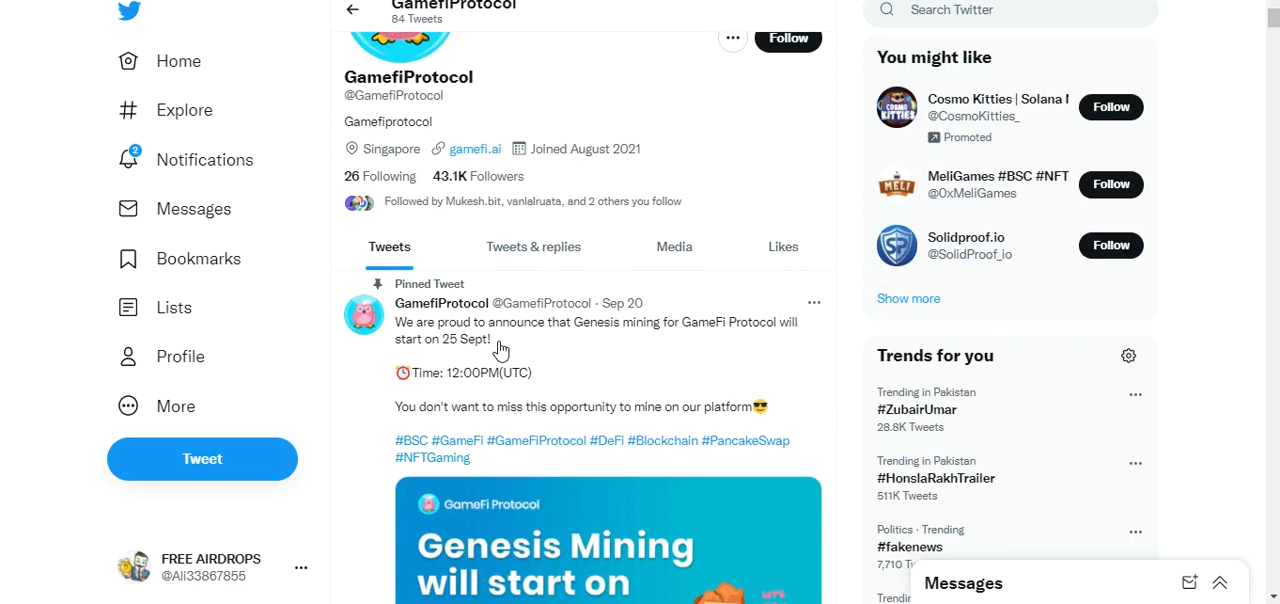 Home
Explore
2
Notifications
Messages
Bookmarks
Lists
Profile
More
Tweet
FREE AIRDROPS
@Ali33867855
GamefiProtocol
84 Tweets
Follow
GamefiProtocol
@GamefiProtocol
Gamefiprotocol
Singapore gamefi.ai Joined August 2021
26 Following 43.1K Followers
Followed by Mukesh.bit, vanlalruata, and 2 others you follow
Tweets Tweets & replies Media Likes
Pinned Tweet
GamefiProtocol @GamefiProtocol · Sep 20
We are proud to announce that Genesis mining for GameFi Protocol will
start on 25 Sept!
⏰Time: 12:00PM(UTC)
You don't want to miss this opportunity to mine on our platform😎
#BSC #GameFi #GameFiProtocol #DeFi #Blockchain #PancakeSwap
#NFTGaming
GameFi Protocol
Genesis Mining
will start on
Search Twitter
You might like
COSMO
KITTIES
Cosmo Kitties | Solana
@CosmoKitties_
Follow
Promoted
MELI
MeliGames #BSC #NFT
@0xMeliGames
Follow
Solidproof.io
@SolidProof_io
Follow
Show more
Trends for you
Trending in Pakistan
#ZubairUmar
28.8K Tweets
Trending in Pakistan
#HonslaRakhTrailer
511K Tweets
Politics · Trending
#fakenews
7,710
Messages